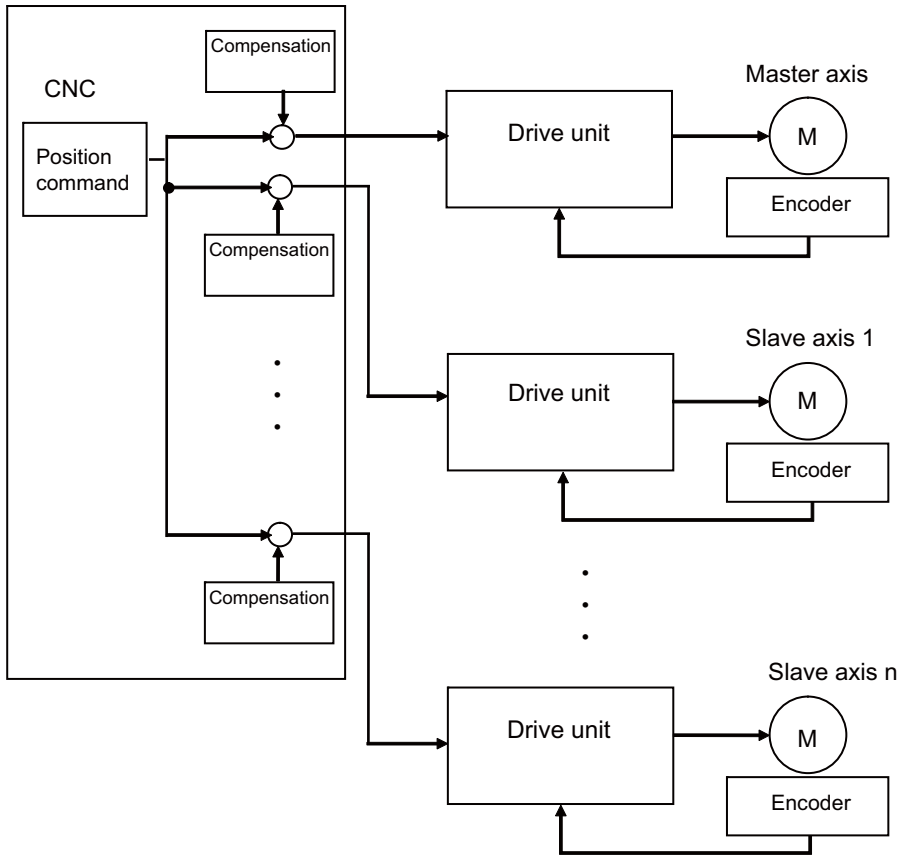 Compensation
CNC
Master axis
Position
command
Drive unit
M
Encoder
Compensation
Slave axis 1
Drive unit
M
Encoder
Compensation
Slave axis n
Drive unit
M
Encoder